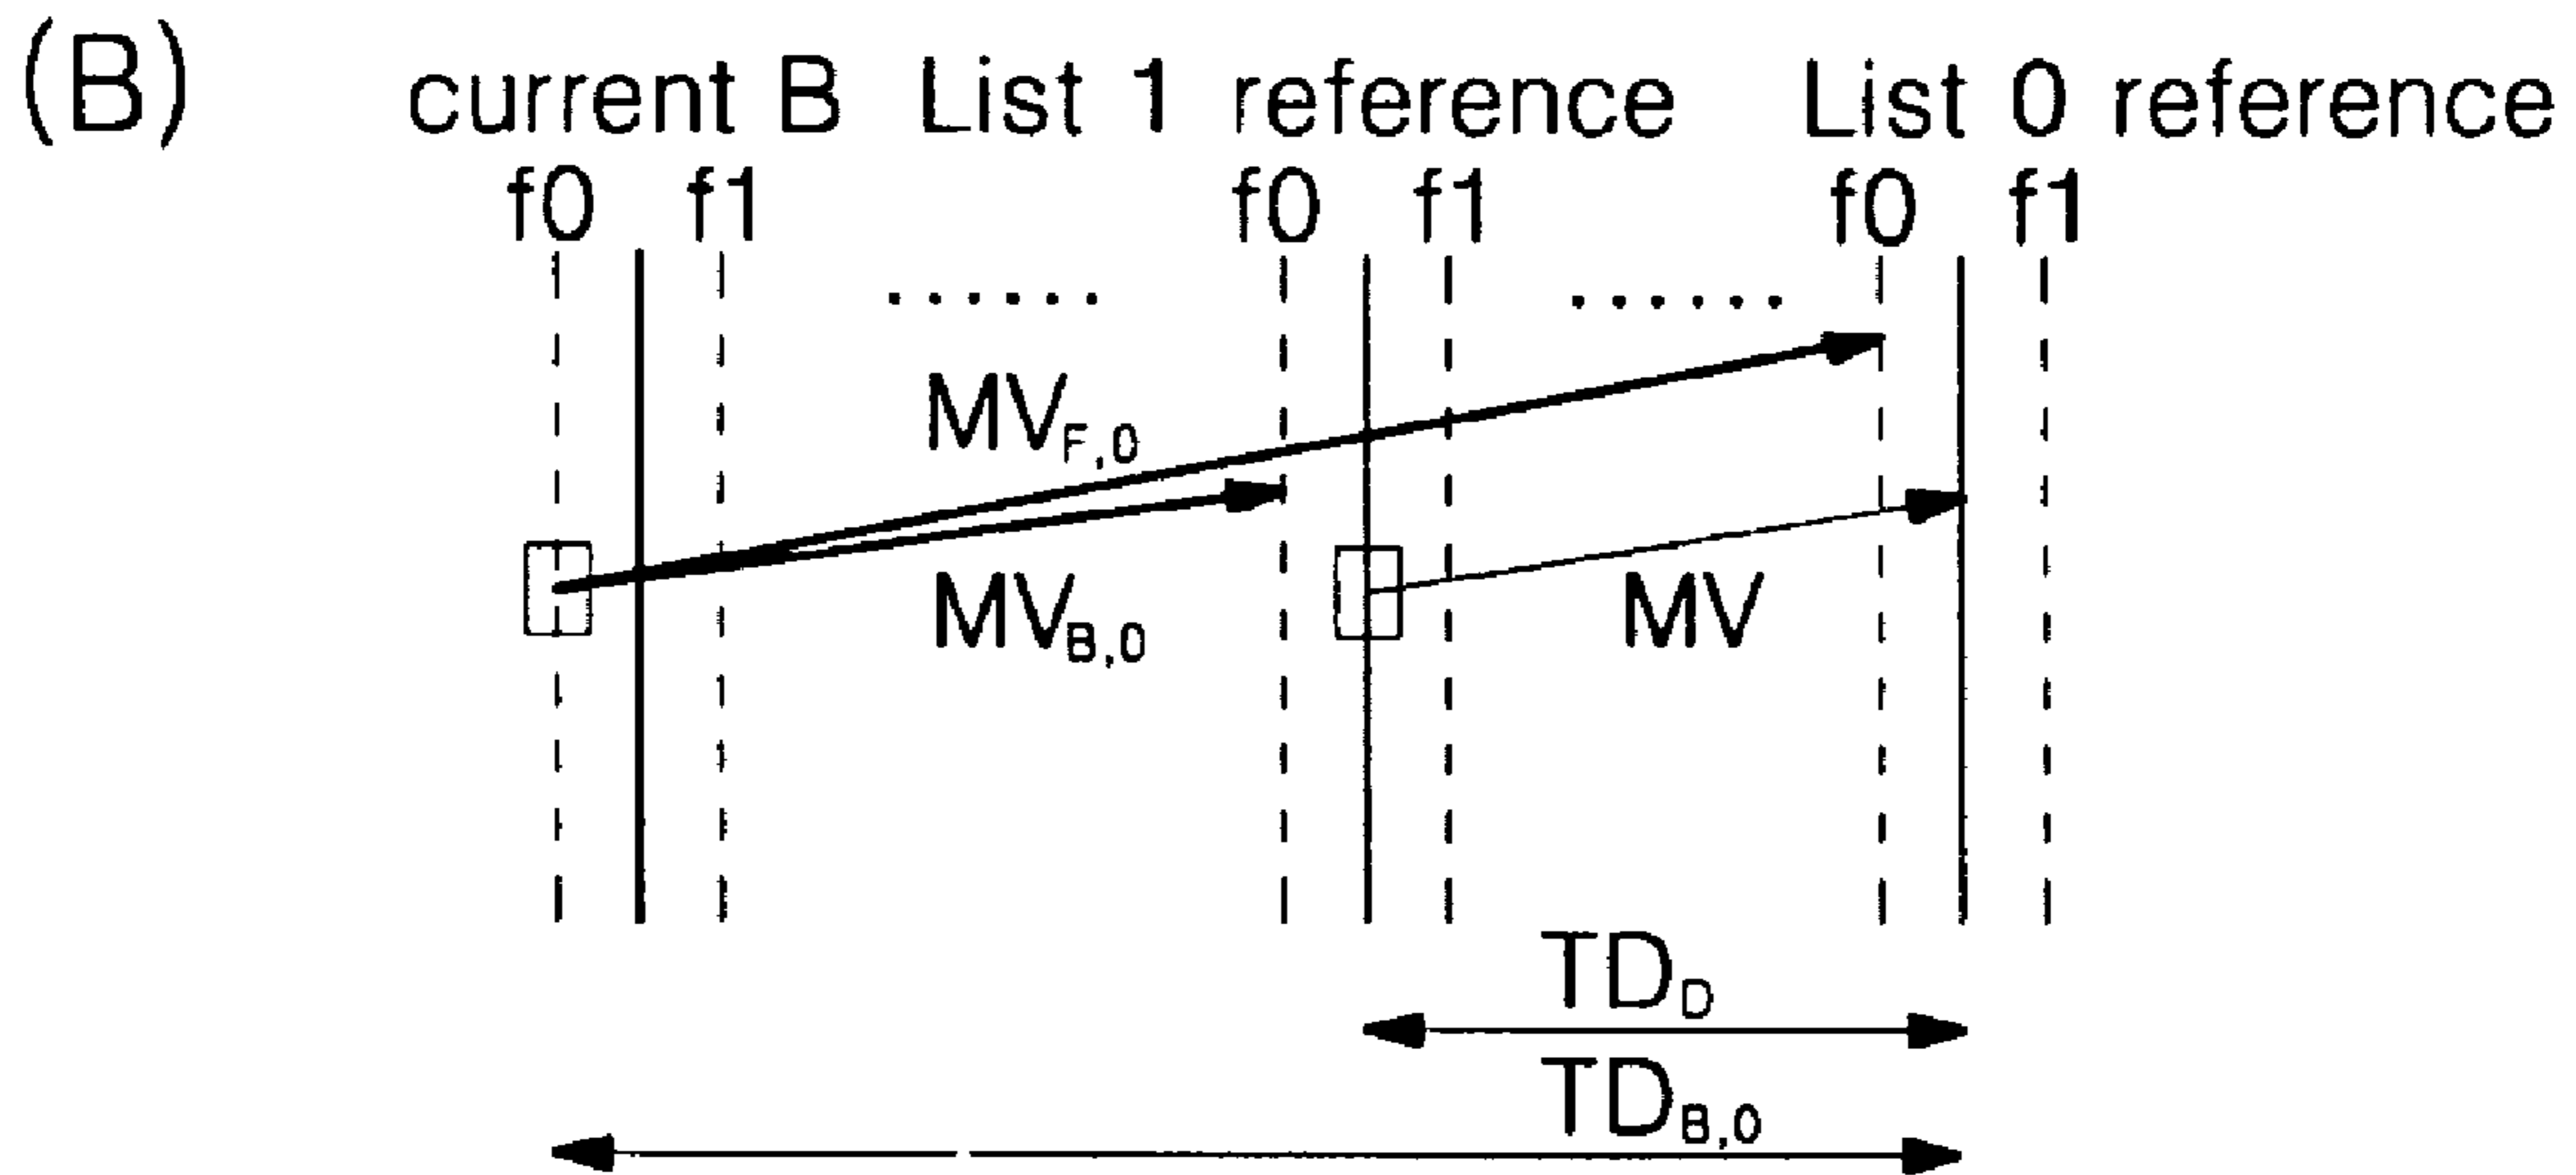 (B) current B List 1 reference List 0 reference
f0 f1 f0 f1 f0 f1
......  ......
MV_F,0
MV_B,0 MV
TD_D
TD_B,0